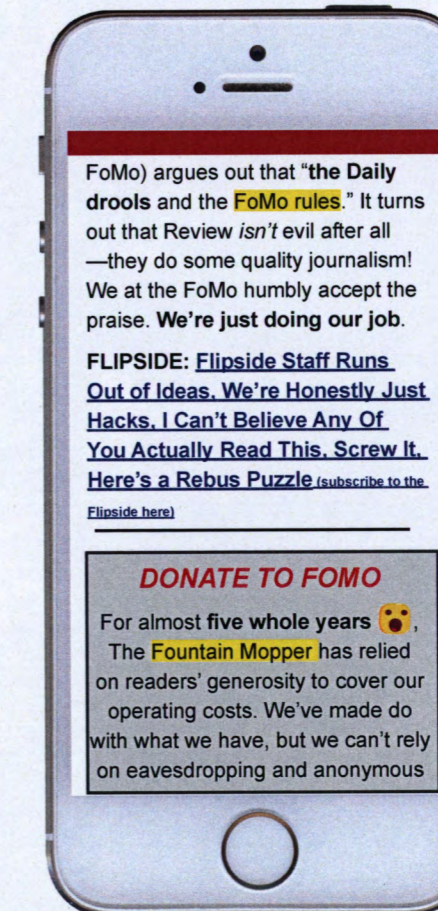 FoMo) argues out that “the Daily
drools and the FoMo rules.” It turns
out that Review isn’t evil after all
—they do some quality journalism!
We at the FoMo humbly accept the
praise. We’re just doing our job.
FLIPSIDE: Flipside Staff Runs
Out of Ideas, We’re Honestly Just
Hacks, I Can’t Believe Any Of
You Actually Read This, Screw It,
Here’s a Rebus Puzzle (subscribe to the
Flipside here)
DONATE TO FOMO
For almost five whole years 😮,
The Fountain Mopper has relied
on readers’ generosity to cover our
operating costs. We’ve made do
with what we have, but we can’t rely
on eavesdropping and anonymous